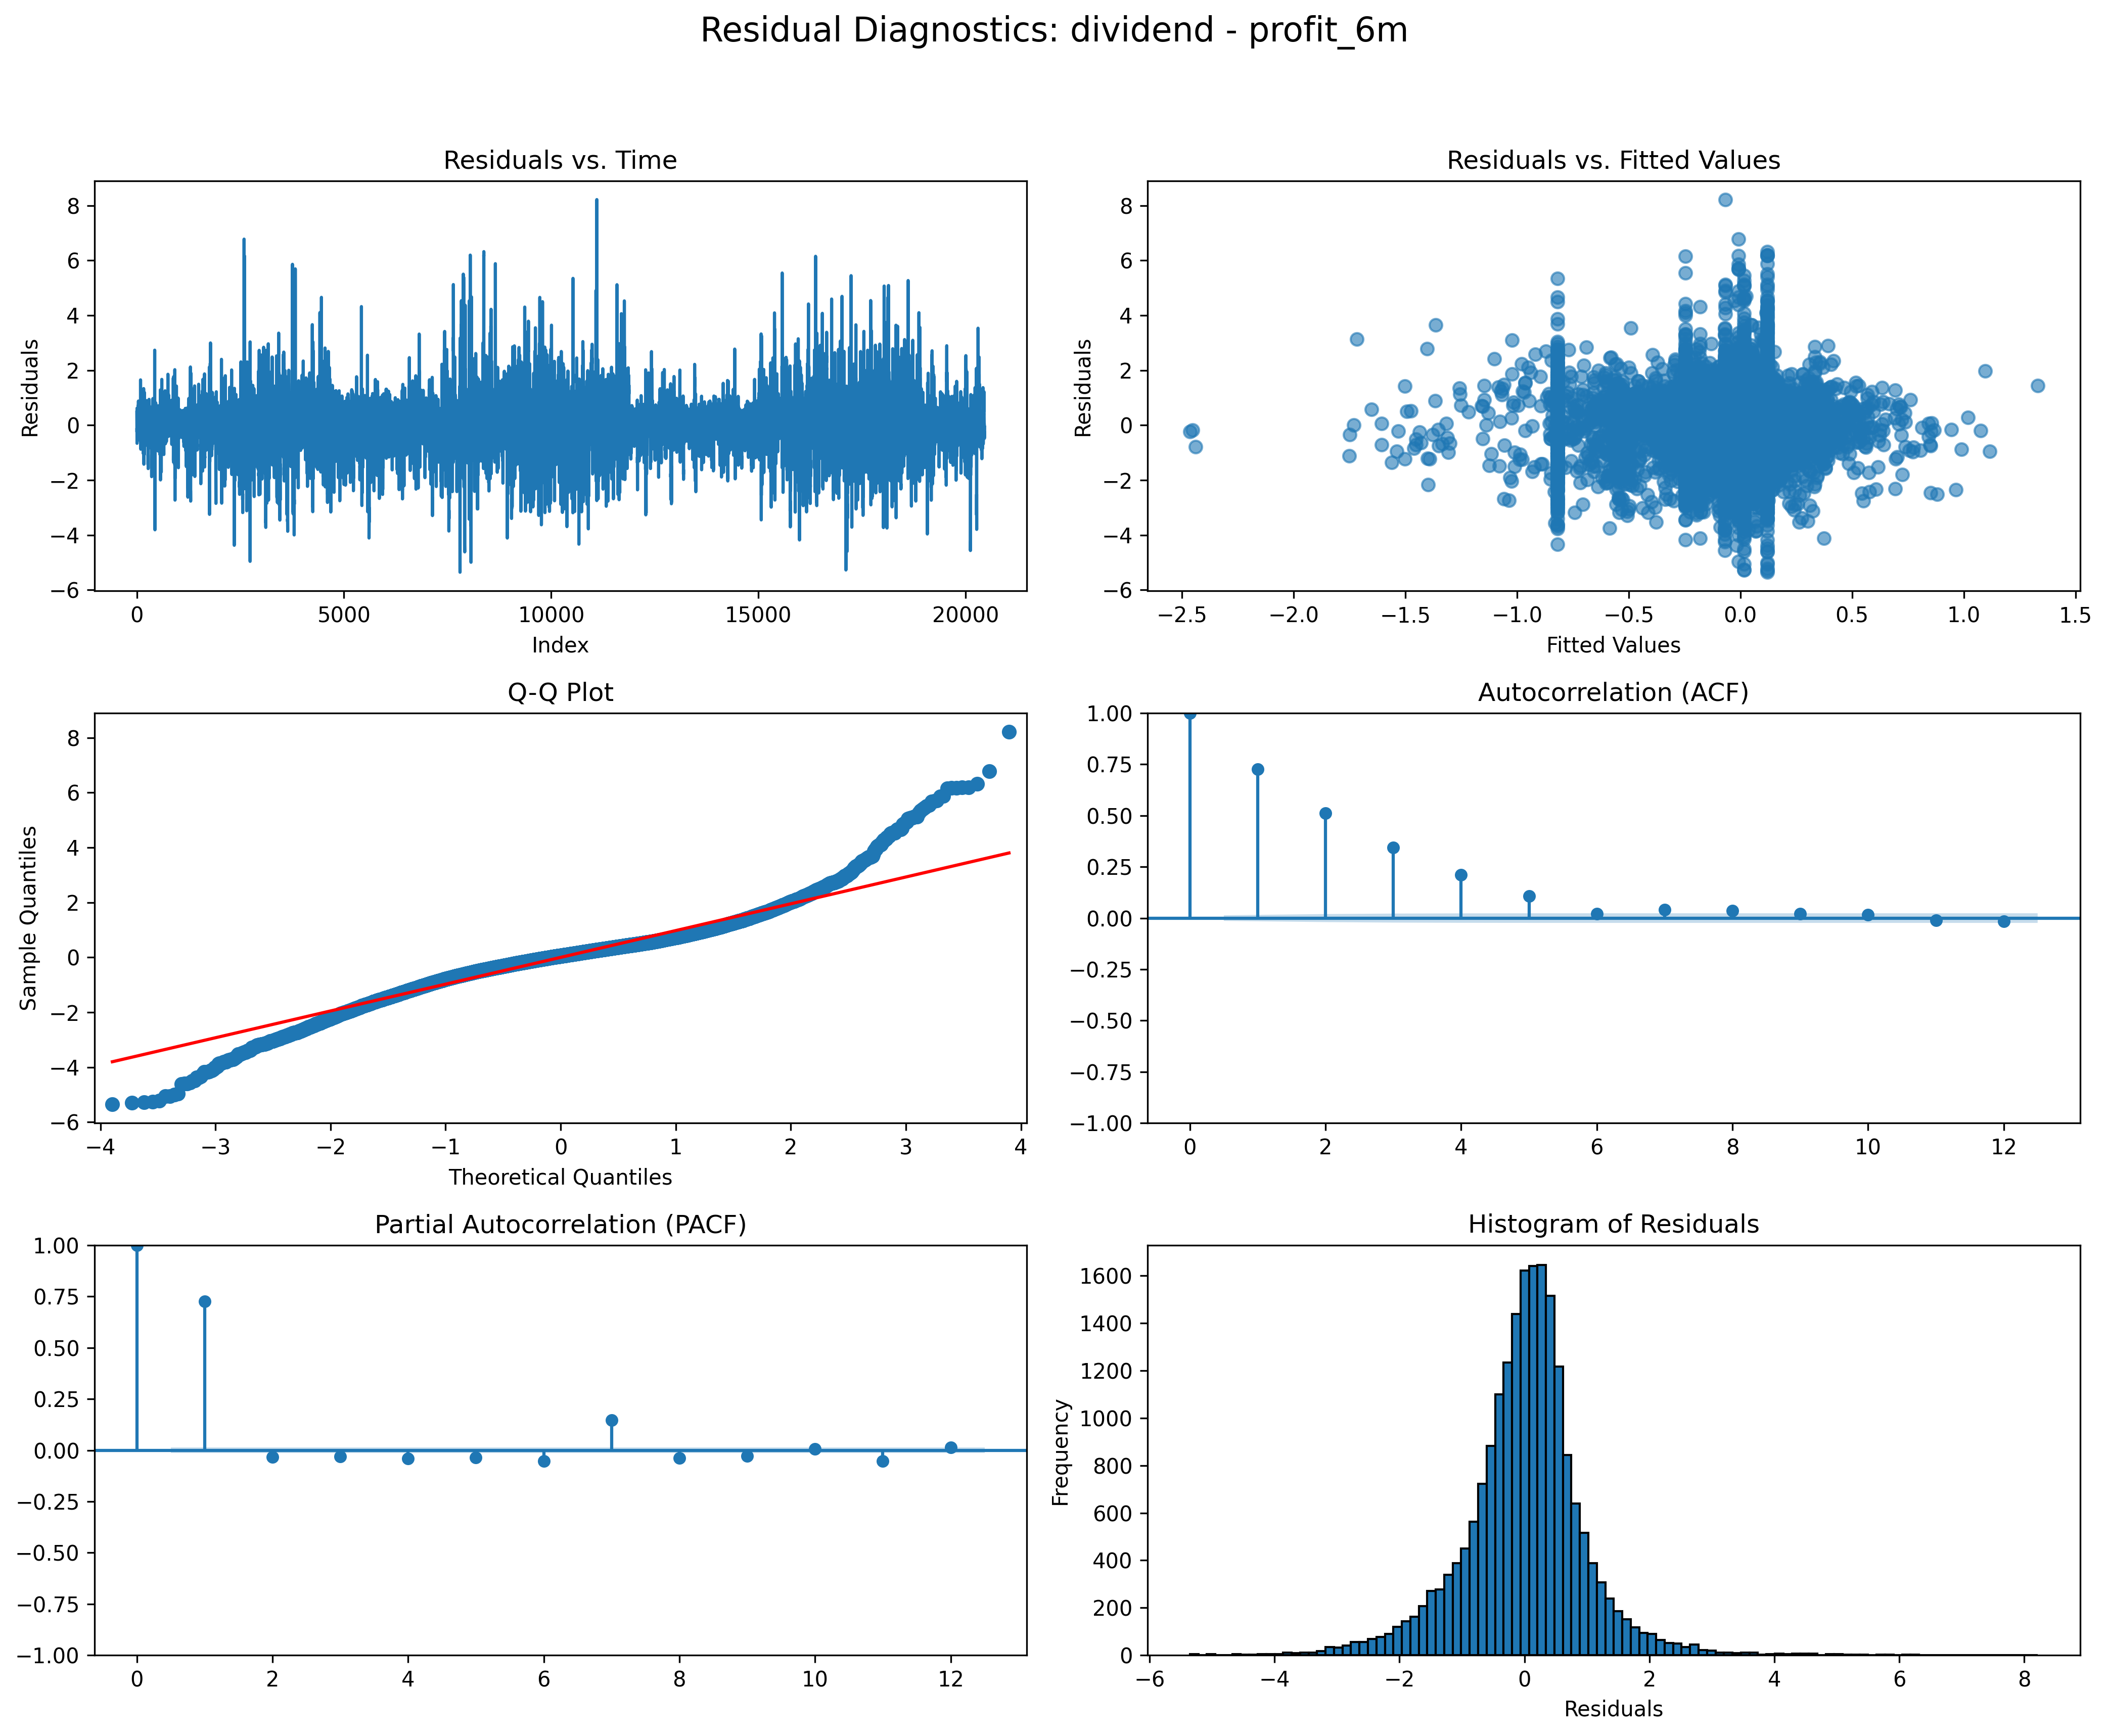 Residual Diagnostics: dividend - profit_6m
Residuals vs. Time
8
6
4
2
0
−2
−4
−6
Residuals
0 5000 10000 15000 20000
Index
Residuals vs. Fitted Values
8
6
4
2
0
−2
−4
−6
Residuals
−2.5 −2.0 −1.5 −1.0 −0.5 0.0 0.5 1.0 1.5
Fitted Values
Q-Q Plot
8
6
4
2
0
−2
−4
−6
Sample Quantiles
−4 −3 −2 −1 0 1 2 3 4
Theoretical Quantiles
Autocorrelation (ACF)
1.00
0.75
0.50
0.25
0.00
−0.25
−0.50
−0.75
−1.00
0 2 4 6 8 10 12
Partial Autocorrelation (PACF)
1.00
0.75
0.50
0.25
0.00
−0.25
−0.50
−0.75
−1.00
0 2 4 6 8 10 12
Histogram of Residuals
1600
1400
1200
1000
800
600
400
200
0
Frequency
−6 −4 −2 0 2 4 6 8
Residuals